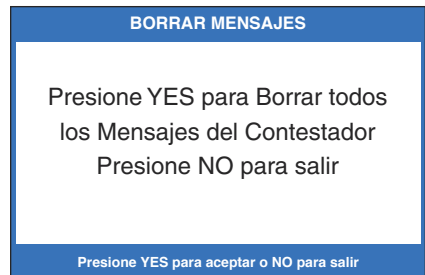 BORRAR MENSAJES
Presione YES para Borrar todos
los Mensajes del Contestador
Presione NO para salir
Presione YES para aceptar o NO para salir